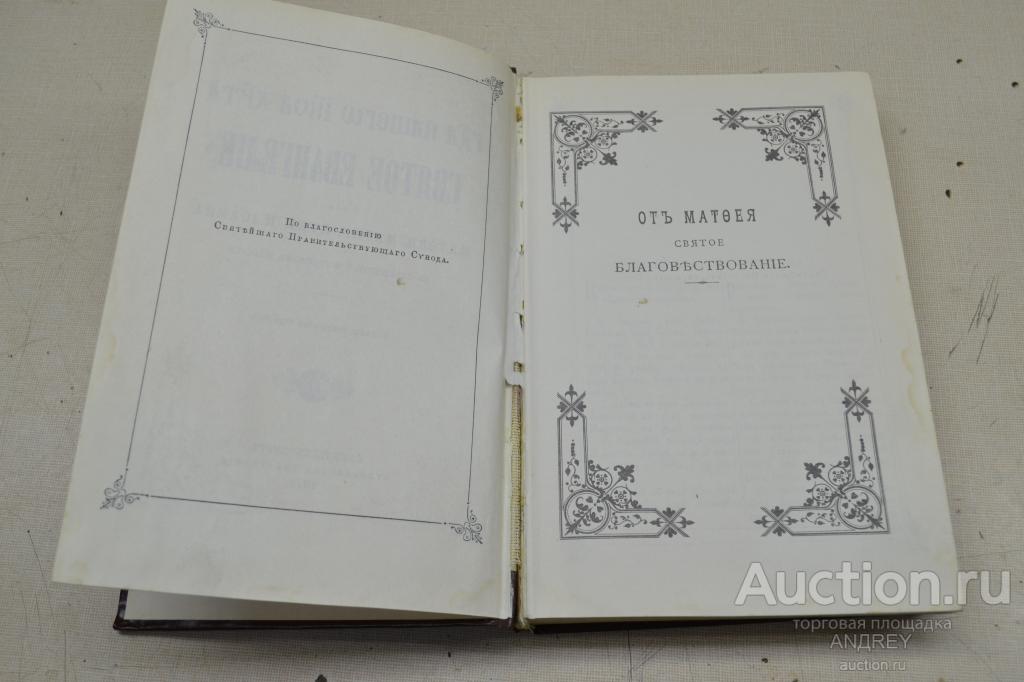 По благословенію
Святѣйшаго Правительствующаго Сѵнода.
ОТЪ МАТѲЕЯ
СВЯТОЕ
БЛАГОВѢСТВОВАНІЕ.
Auction.ru
торговая площадка
ANDREY
auction.ru